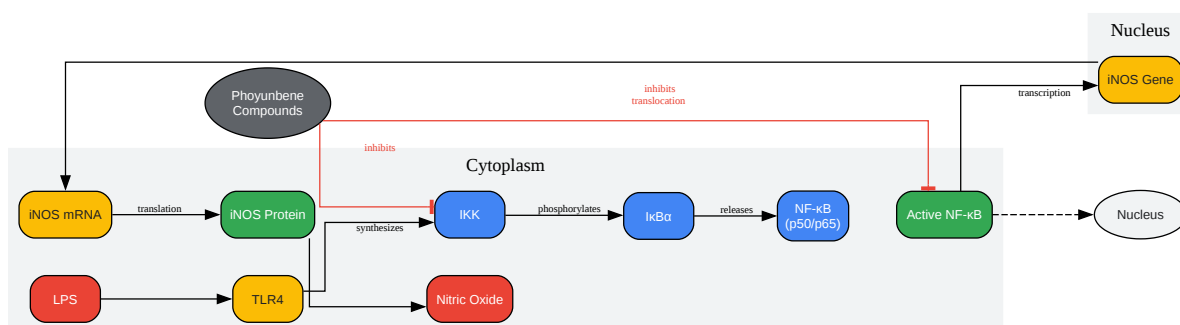 Nucleus
iNOS Gene
transcription
Phoyunbene
Compounds
inhibits
translocation
inhibits
Cytoplasm
iNOS mRNA
translation
iNOS Protein
IKK
synthesizes
phosphorylates
IκBα
releases
NF-κB
(p50/p65)
Active NF-κB
Nucleus
LPS
TLR4
Nitric Oxide